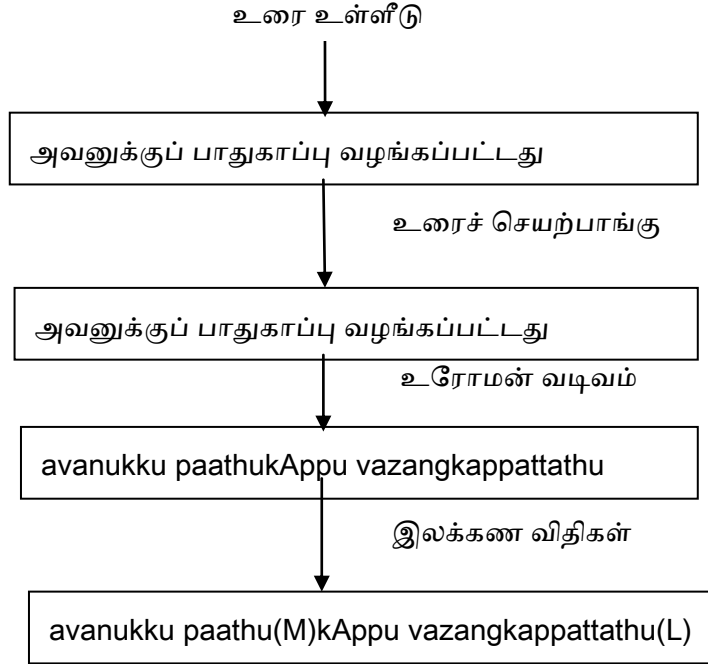 உரை உள்ளீடு
அவனுக்குப் பாதுகாப்பு வழங்கப்பட்டது
உரைச் செயற்பாங்கு
அவனுக்குப் பாதுகாப்பு வழங்கப்பட்டது
உரோமன் வடிவம்
avanukku paathukAppu vazangkappattathu
இலக்கண விதிகள்
avanukku paathu(M)kAppu vazangkappattathu(L)